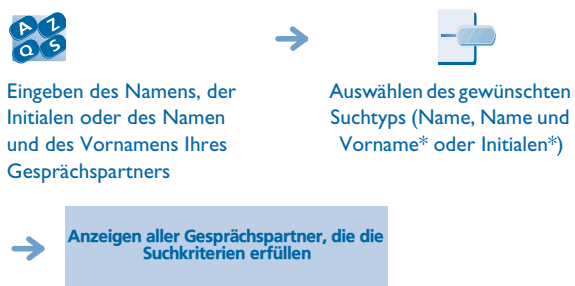 A Z
Q S
Eingeben des Namens, der
Initialen oder des Namen
und des Vornamens Ihres
Gesprächspartners
Auswählen des gewünschten
Suchtyps (Name, Name und
Vorname* oder Initialen*)
Anzeigen aller Gesprächspartner, die die
Suchkriterien erfüllen